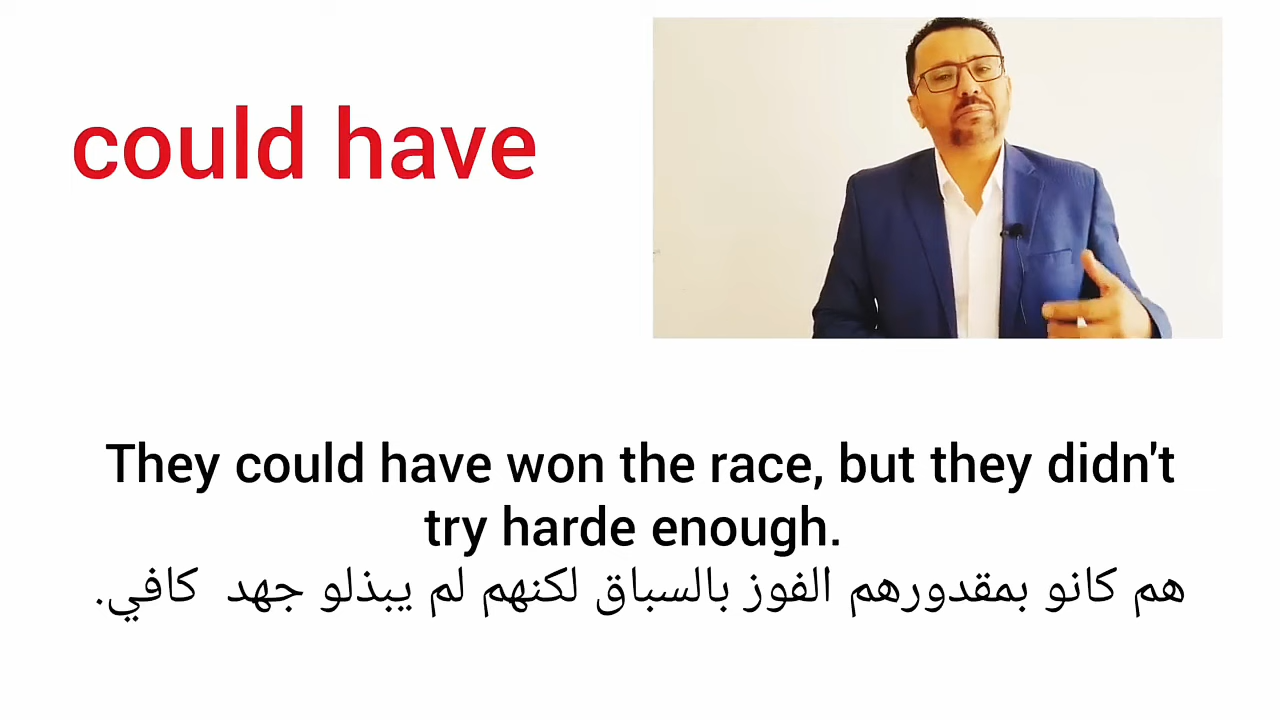 could have
They could have won the race, but they didn't
try harde enough.
هم كانو بمقدورهم الفوز بالسباق لكنهم لم يبذلو جهد كافي.